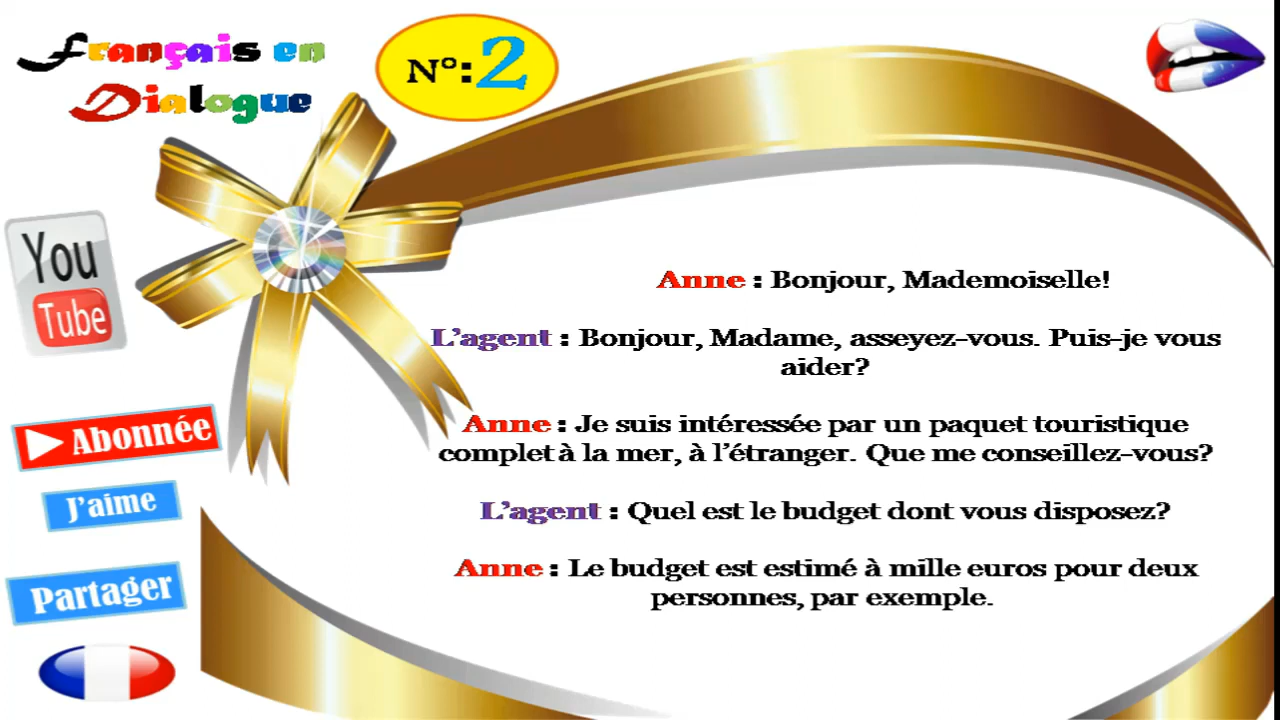 Français en
Dialogue
N°:2
You
Tube
Abonnée
J'aime
Partager
Anne : Bonjour, Mademoiselle!
L'agent : Bonjour, Madame, asseyez-vous. Puis-je vous
aider?
Anne : Je suis intéressée par un paquet touristique
complet à la mer, à l'étranger. Que me conseillez-vous?
L'agent : Quel est le budget dont vous disposez?
Anne : Le budget est estimé à mille euros pour deux
personnes, par exemple.